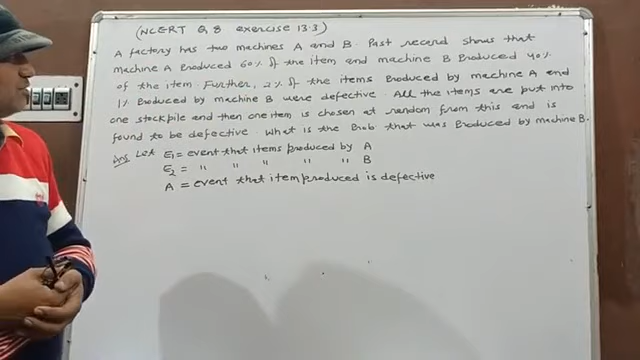 (NCERT Q 8 exercise 13.3)
A factory has two machines A and B. Past record shows that
machine A Produced 60% of the item and machine B Produced 40%
of the item. Further, 2% of the items Produced by machine A and
1% Produced by machine B were defective. All the items are put into
one stockpile and then one item is chosen at random from this and is
found to be defective. What is the Prob that was Produced by machine B.
Ans Let E₁ = event that items produced by A
E₂ = " " " " " B
A = event that item produced is defective